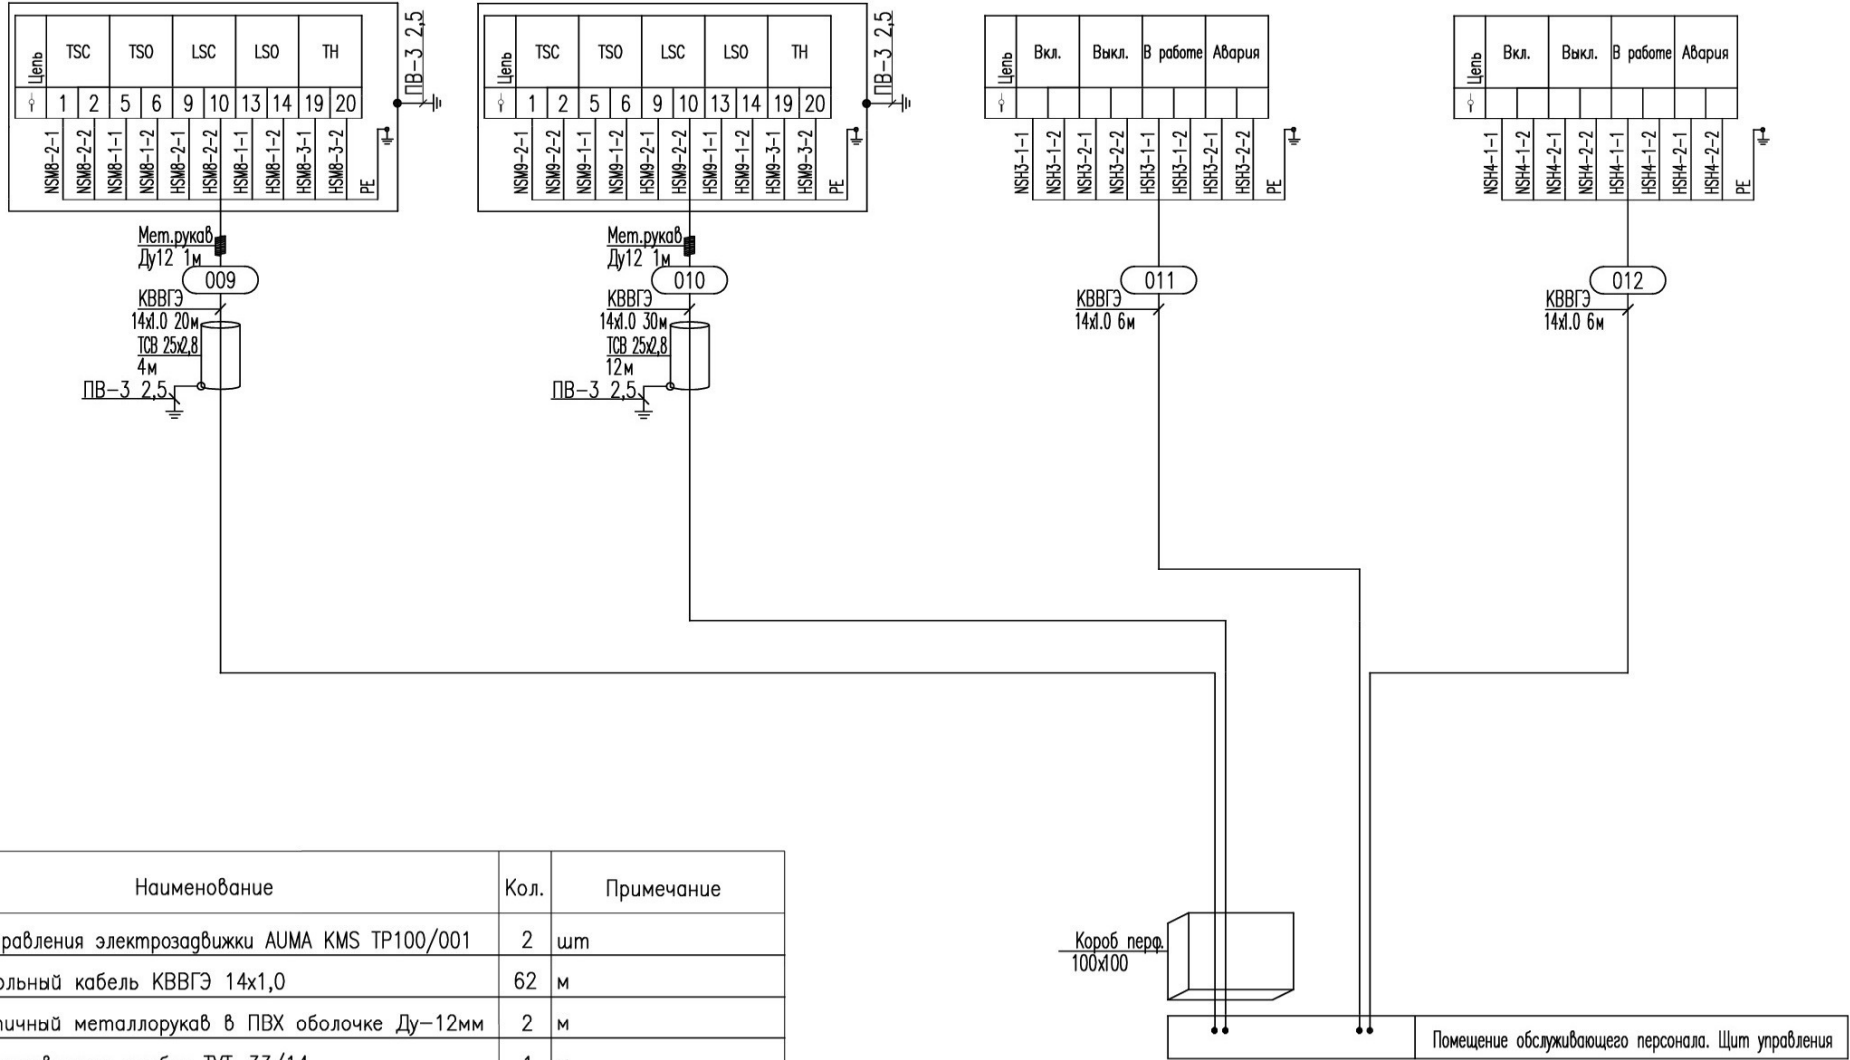 Цепь TSC TSO LSC LSO TH
1 2 5 6 9 10 13 14 19 20
NSM8-2-1 NSM8-2-2 NSM8-1-1 NSM8-1-2 HSM8-2-1 HSM8-2-2 HSM8-1-1 HSM8-1-2 HSM8-3-1 HSM8-3-2 PE
ПВ-3 2,5
Мет.рукав
Ду12 1м
009
КВВГЭ
14х1.0 20м
ТСВ 25х2,8
4м
ПВ-3 2,5
Цепь TSC TSO LSC LSO TH
1 2 5 6 9 10 13 14 19 20
NSM9-2-1 NSM9-2-2 NSM9-1-1 NSM9-1-2 HSM9-2-1 HSM9-2-2 HSM9-1-1 HSM9-1-2 HSM9-3-1 HSM9-3-2 PE
ПВ-3 2,5
Мет.рукав
Ду12 1м
010
КВВГЭ
14х1.0 30м
ТСВ 25х2,8
12м
ПВ-3 2,5
Цепь Вкл. Выкл. В работе Авария
NSH3-1-1 NSH3-1-2 NSH3-2-1 NSH3-2-2 HSH3-1-1 HSH3-1-2 HSH3-2-1 HSH3-2-2 PE
011
КВВГЭ
14х1.0 6м
Цепь Вкл. Выкл. В работе Авария
NSH4-1-1 NSH4-1-2 NSH4-2-1 NSH4-2-2 HSH4-1-1 HSH4-1-2 HSH4-2-1 HSH4-2-2 PE
012
КВВГЭ
14х1.0 6м
Наименование Кол. Примечание
равления электрозадвижки AUMA KMS TP100/001 2 шт
ольный кабель КВВГЭ 14х1,0 62 м
тичный металлорукав в ПВХ оболочке Ду-12мм 2 м
Короб перф.
100х100
Помещение обслуживающего персонала. Щит управления